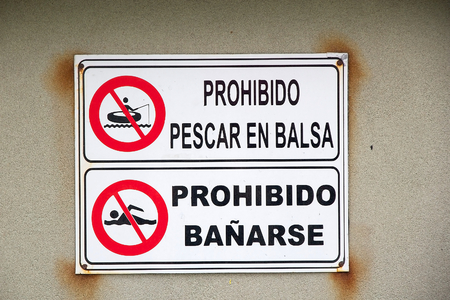 PROHIBIDO
PESCAR EN BALSA
PROHIBIDO
BAÑARSE